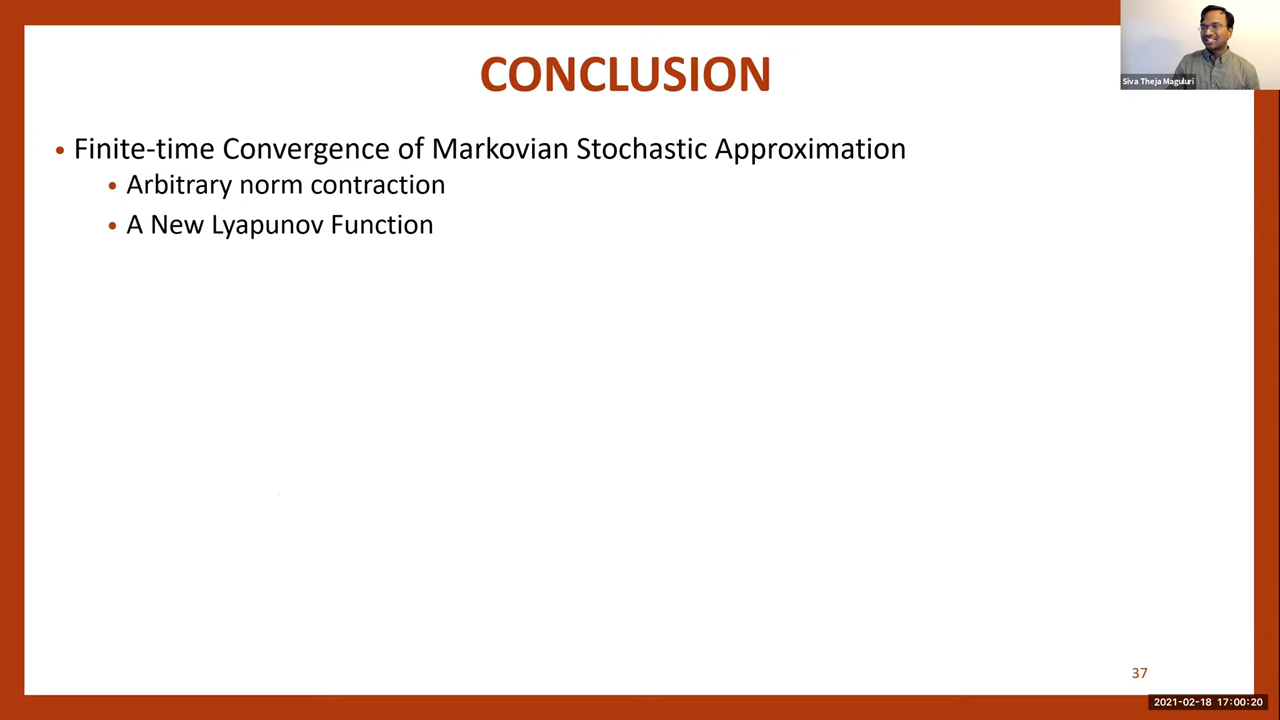 CONCLUSION
Siva Theja Maguluri
• Finite-time Convergence of Markovian Stochastic Approximation
• Arbitrary norm contraction
• A New Lyapunov Function
37
2021-02-18 17:00:20